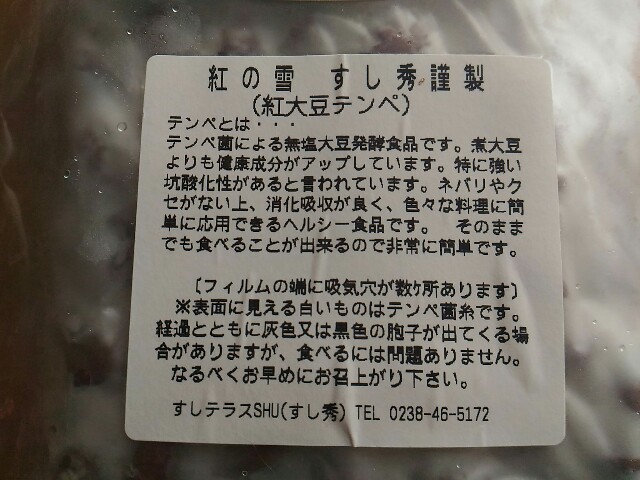 紅の雪　すし秀謹製
(紅大豆テンペ)
テンペとは・・・
テンペ菌による無塩大豆発酵食品です。煮大豆
よりも健康成分がアップしています。特に強い
坑酸化性があると言われています。ネバリやク
セがない上、消化吸収が良く、色々な料理に簡
単に応用できるヘルシー食品です。　そのまま
でも食べることが出来るので非常に簡単です。
〔フィルムの端に吸気穴が数ヶ所あります〕
※表面に見える白いものはテンペ菌糸です。
経過とともに灰色又は黒色の胞子が出てくる場
合がありますが、食べるには問題ありません。
なるべくお早めにお召上がり下さい。
すしテラスSHU(すし秀) TEL 0238-46-5172